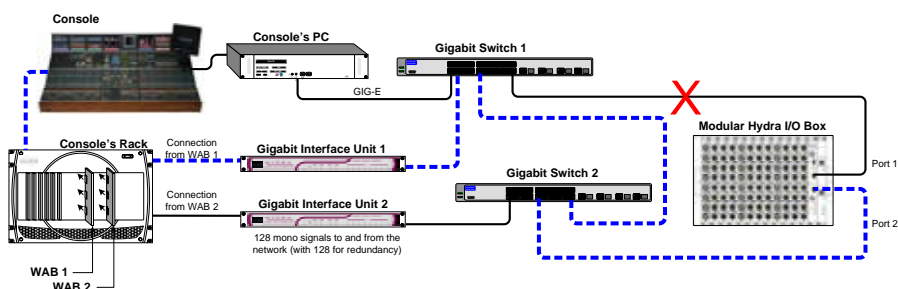 Console
Console's PC
Gigabit Switch 1
GIG-E
Modular Hydra I/O Box
Console's Rack
Connection
from WAB 1
Gigabit Interface Unit 1
Port 1
Gigabit Switch 2
Connection
from WAB 2
Gigabit Interface Unit 2
Port 2
128 mono signals to and from the
network (with 128 for redundancy)
WAB 1
WAB 2